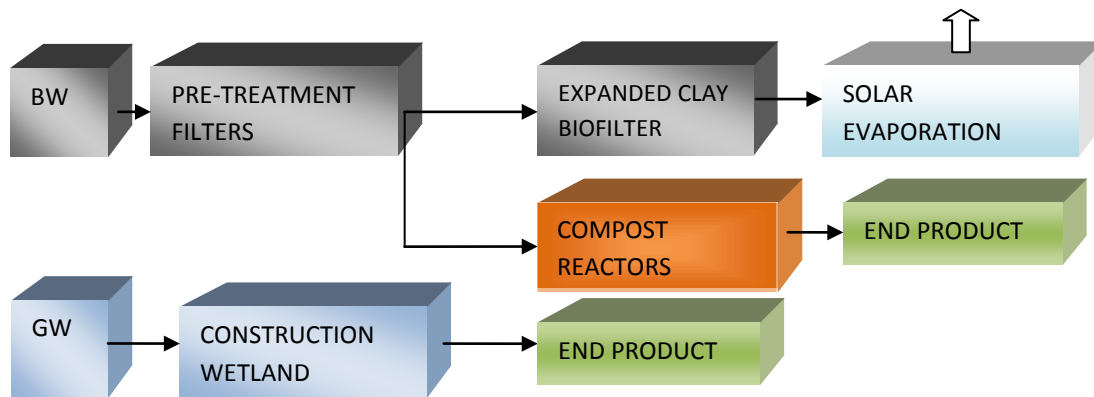 BW
PRE-TREATMENT
FILTERS
EXPANDED CLAY
BIOFILTER
SOLAR
EVAPORATION
COMPOST
REACTORS
END PRODUCT
GW
CONSTRUCTION
WETLAND
END PRODUCT